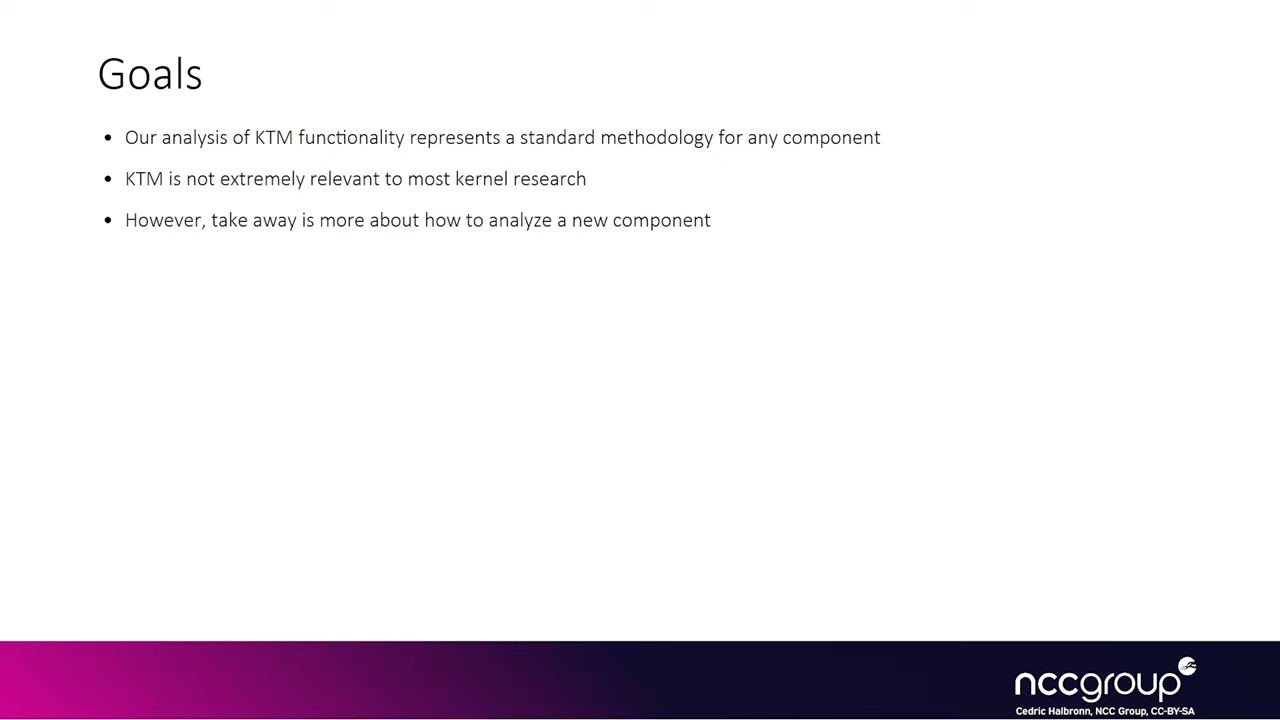 Goals
• Our analysis of KTM functionality represents a standard methodology for any component
• KTM is not extremely relevant to most kernel research
• However, take away is more about how to analyze a new component
nccgroup
Cedric Halbronn, NCC Group, CC-BY-SA